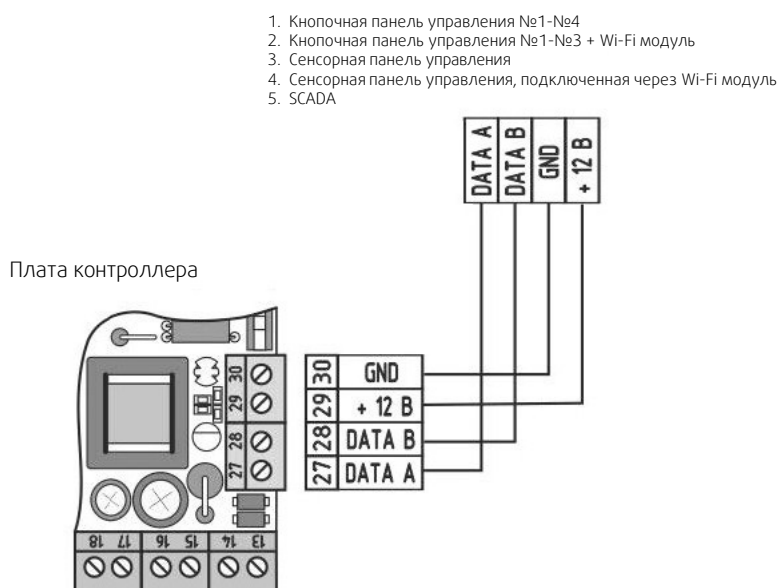 1. Кнопочная панель управления №1-№4
2. Кнопочная панель управления №1-№3 + Wi-Fi модуль
3. Сенсорная панель управления
4. Сенсорная панель управления, подключенная через Wi-Fi модуль
5. SCADA
DATA A
DATA B
GND
+ 12 В
Плата контроллера
30
29
28
27
30 GND
29 + 12 В
28 DATA B
27 DATA A
18 17 16 15 14 13